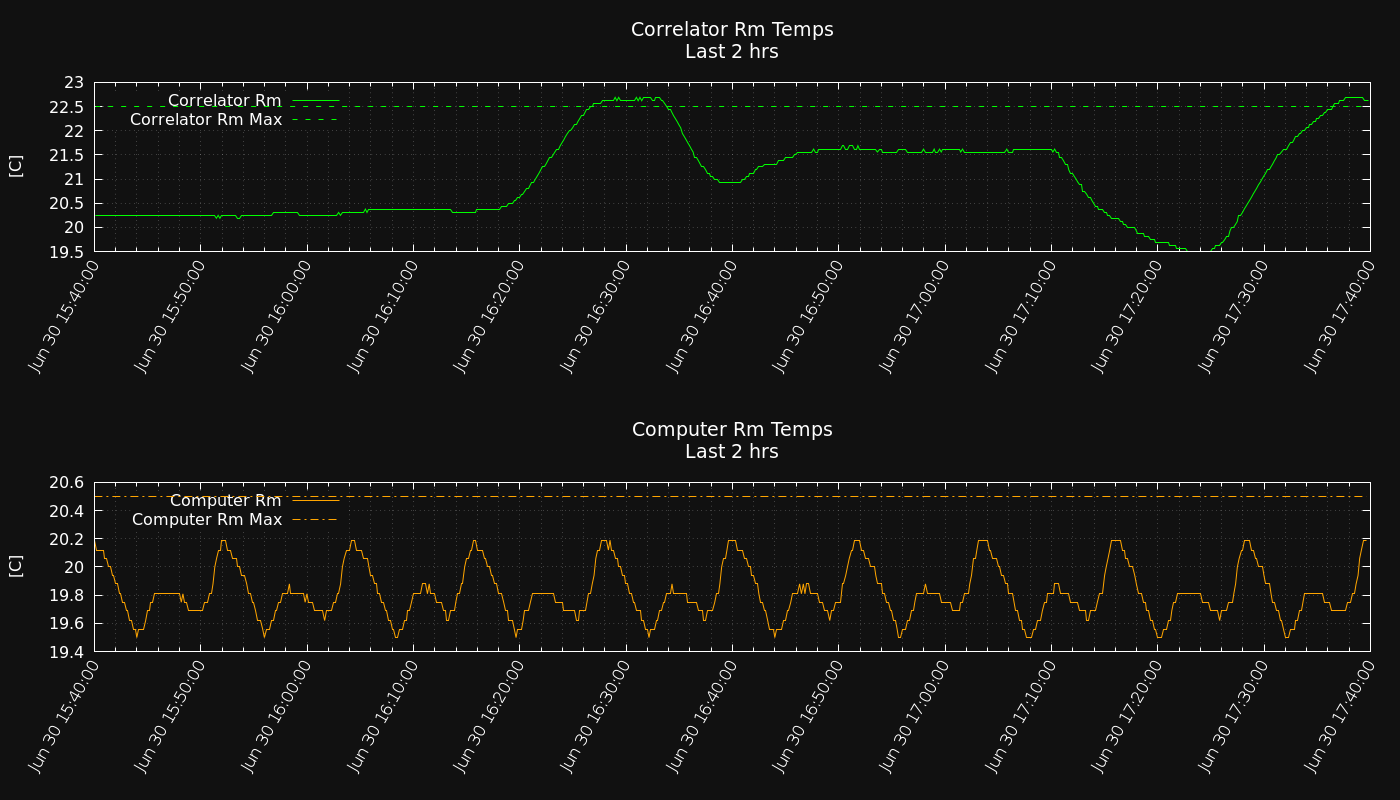 Correlator Rm Temps
Last 2 hrs
23
22.5
22
21.5
21
20.5
20
19.5
[C]
Correlator Rm
Correlator Rm Max
Jun 30 15:40:00
Jun 30 15:50:00
Jun 30 16:00:00
Jun 30 16:10:00
Jun 30 16:20:00
Jun 30 16:30:00
Jun 30 16:40:00
Jun 30 16:50:00
Jun 30 17:00:00
Jun 30 17:10:00
Jun 30 17:20:00
Jun 30 17:30:00
Jun 30 17:40:00
Computer Rm Temps
Last 2 hrs
20.6
20.4
20.2
20
19.8
19.6
19.4
[C]
Computer Rm
Computer Rm Max
Jun 30 15:40:00
Jun 30 15:50:00
Jun 30 16:00:00
Jun 30 16:10:00
Jun 30 16:20:00
Jun 30 16:30:00
Jun 30 16:40:00
Jun 30 16:50:00
Jun 30 17:00:00
Jun 30 17:10:00
Jun 30 17:20:00
Jun 30 17:30:00
Jun 30 17:40:00